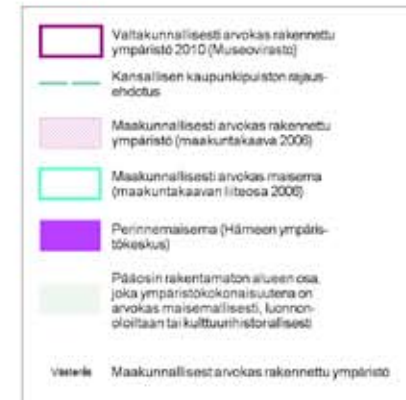 Valtakunnallisesti arvokas rakennettu
ympäristö 2010 (Museovirasto)
Kansallisen kaupunkipuiston rajaus-
ehdotus
Maakunnallisesti arvokas rakennettu
ympäristö (maakuntakaava 2006)
Maakunnallisesti arvokas maisema
(maakuntakaavan liiteosa 2006)
Perinnemaisema (Hämeen ympäris-
tökeskus)
Pääosin rakentamaton alueen osa,
joka ympäristökokonaisuutena on
arvokas maisemallisesti, luonnon-
oloiltaan tai kulttuurihistoriallisesti
Maakunnallisest arvokas rakennettu ympäristö